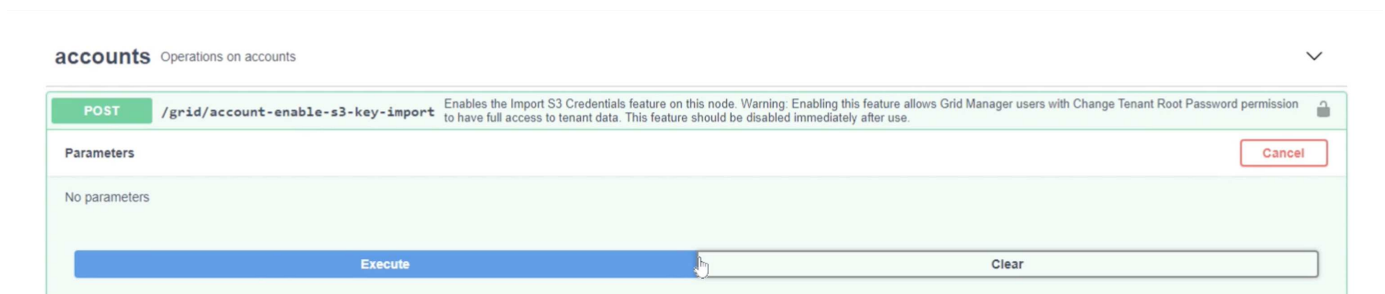 accounts Operations on accounts
POST /grid/account-enable-s3-key-import Enables the Import S3 Credentials feature on this node. Warning: Enabling this feature allows Grid Manager users with Change Tenant Root Password permission
to have full access to tenant data. This feature should be disabled immediately after use.
Parameters Cancel
No parameters
Execute Clear